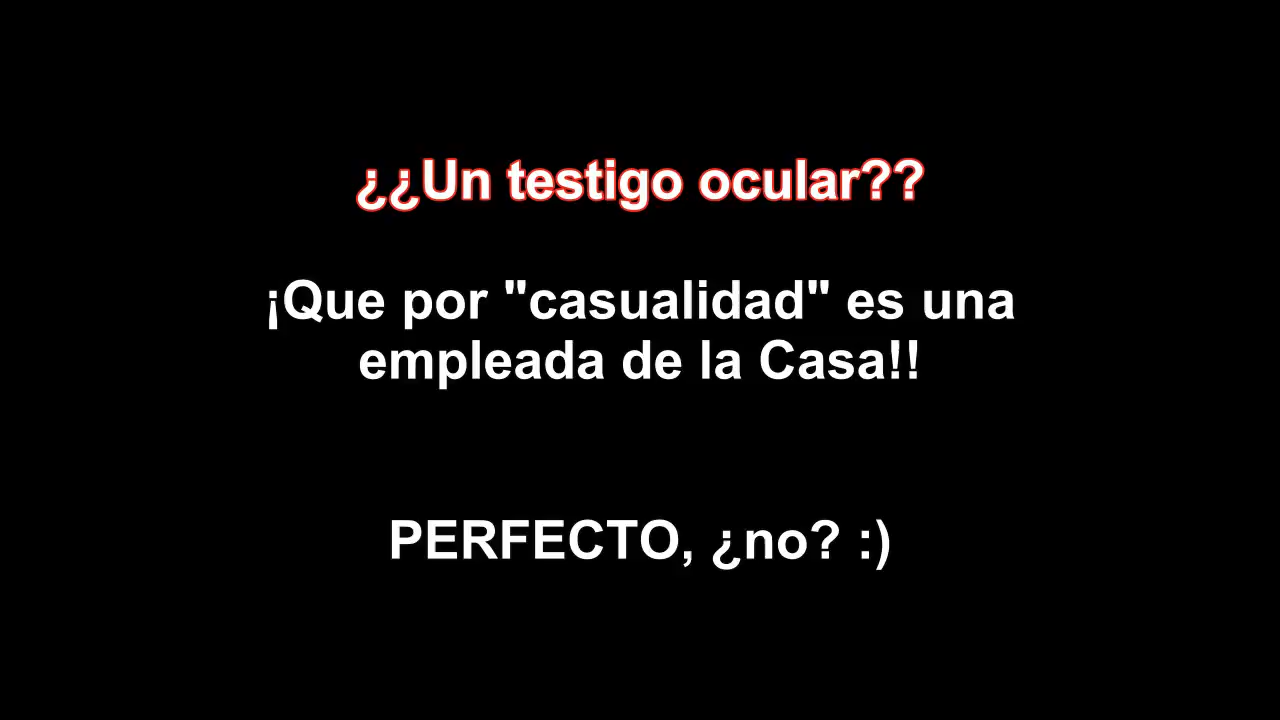 ¿¿Un testigo ocular??
¡Que por "casualidad" es una
empleada de la Casa!!
PERFECTO, ¿no? :)